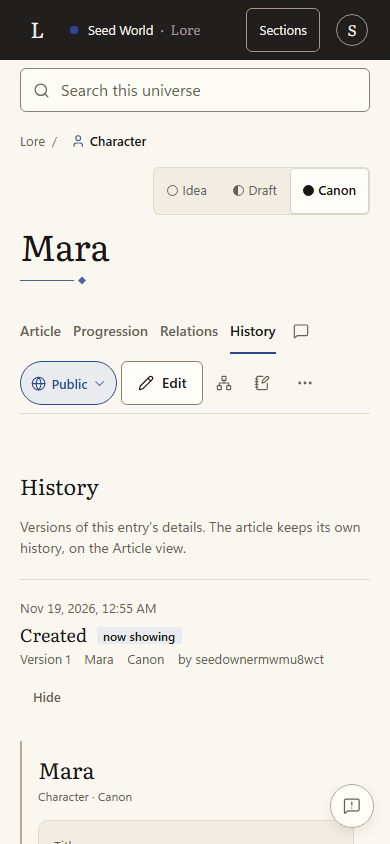 L Seed World · Lore Sections S
Search this universe
Lore / Character
Idea Draft Canon
Mara
Article Progression Relations History
Public Edit
History
Versions of this entry's details. The article keeps its own
history, on the Article view.
Nov 19, 2026, 12:55 AM
Created now showing
Version 1 Mara Canon by seedownermwmu8wct
Hide
Mara
Character · Canon